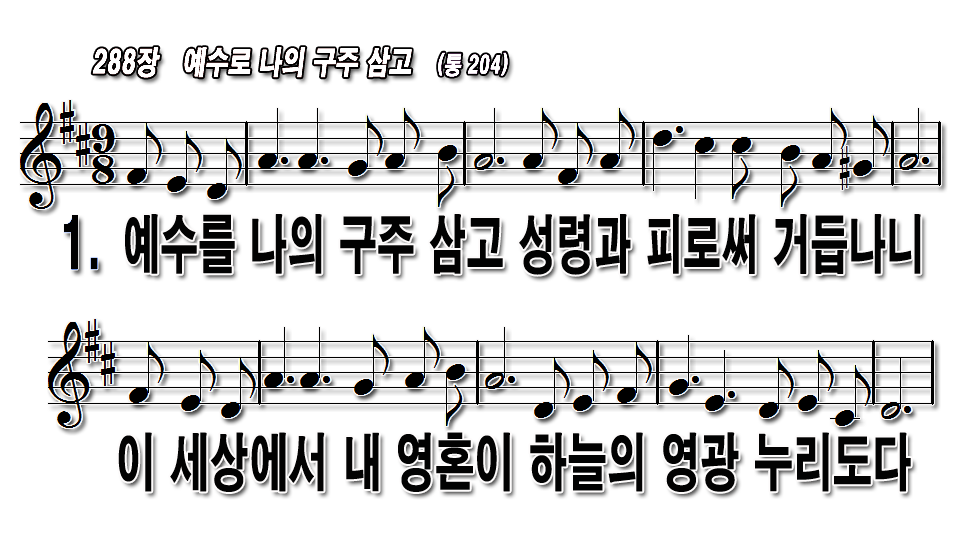 288장 예수로 나의 구주 삼고 (통 204)
9
8
1. 예수를 나의 구주 삼고 성령과 피로써 거듭나니
이 세상에서 내 영혼이 하늘의 영광 누리도다